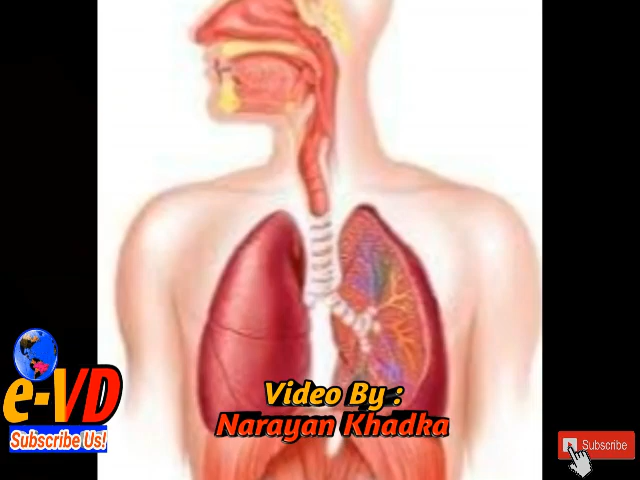 Video By :
Narayan Khadka
e-VD
Subscribe Us!
Subscribe